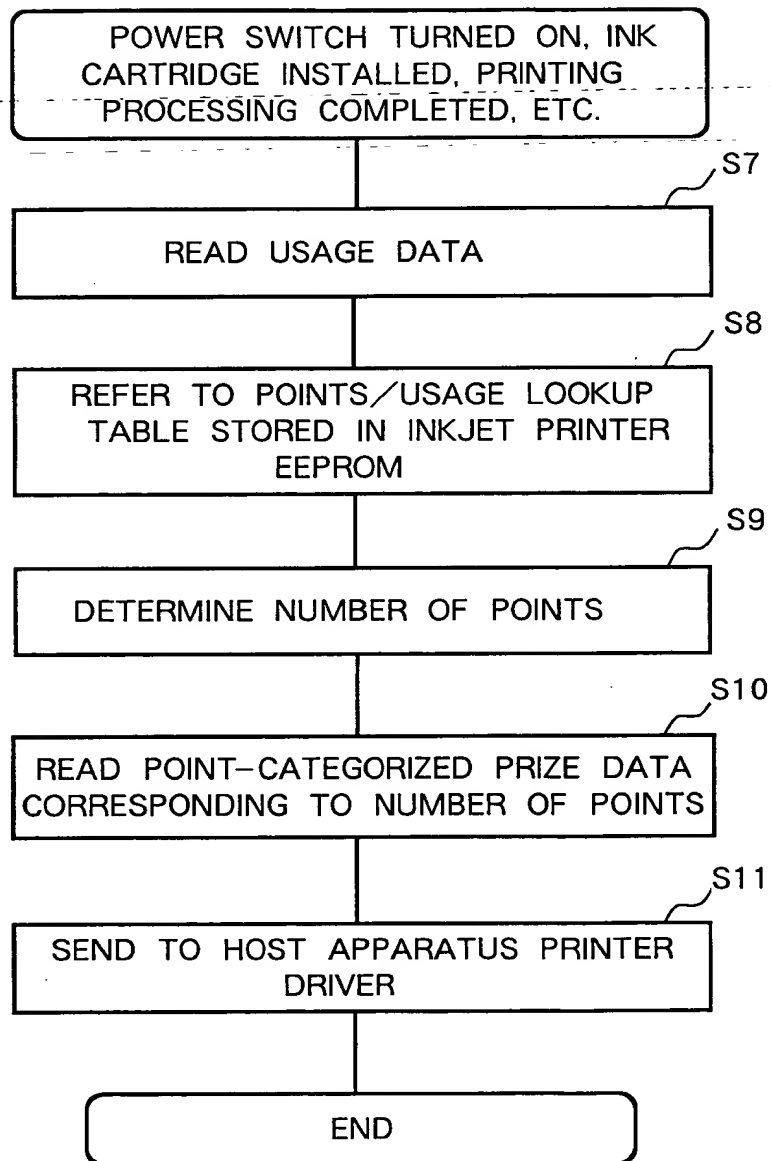 POWER SWITCH TURNED ON, INK
CARTRIDGE INSTALLED, PRINTING
PROCESSING COMPLETED, ETC.
S7
READ USAGE DATA
S8
REFER TO POINTS/USAGE LOOKUP
TABLE STORED IN INKJET PRINTER
EEPROM
S9
DETERMINE NUMBER OF POINTS
S10
READ POINT-CATEGORIZED PRIZE DATA
CORRESPONDING TO NUMBER OF POINTS
S11
SEND TO HOST APPARATUS PRINTER
DRIVER
END